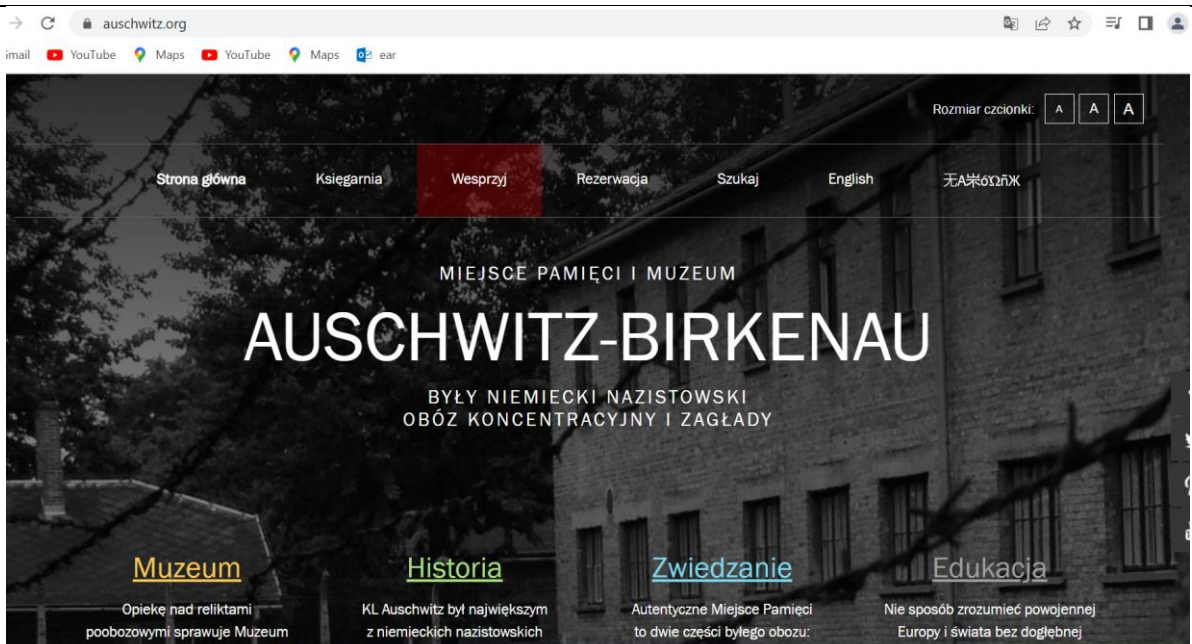 auschwitz.org
YouTube Maps YouTube Maps ear
Rozmiar czcionki: A A A
Strona główna Księgarnia Wesprzyj Rezerwacja Szukaj English
MIEJSCE PAMIĘCI I MUZEUM
AUSCHWITZ-BIRKENAU
BYŁY NIEMIECKI NAZISTOWSKI
OBÓZ KONCENTRACYJNY I ZAGŁADY
Muzeum Historia Zwiedzanie Edukacja
Opiekę nad reliktami KL Auschwitz był największym Autentyczne Miejsce Pamięci Nie sposób zrozumieć powojennej
poobozowymi sprawuje Muzeum z niemieckich nazistowskich to dwie części byłego obozu: Europy i świata bez dogłębnej